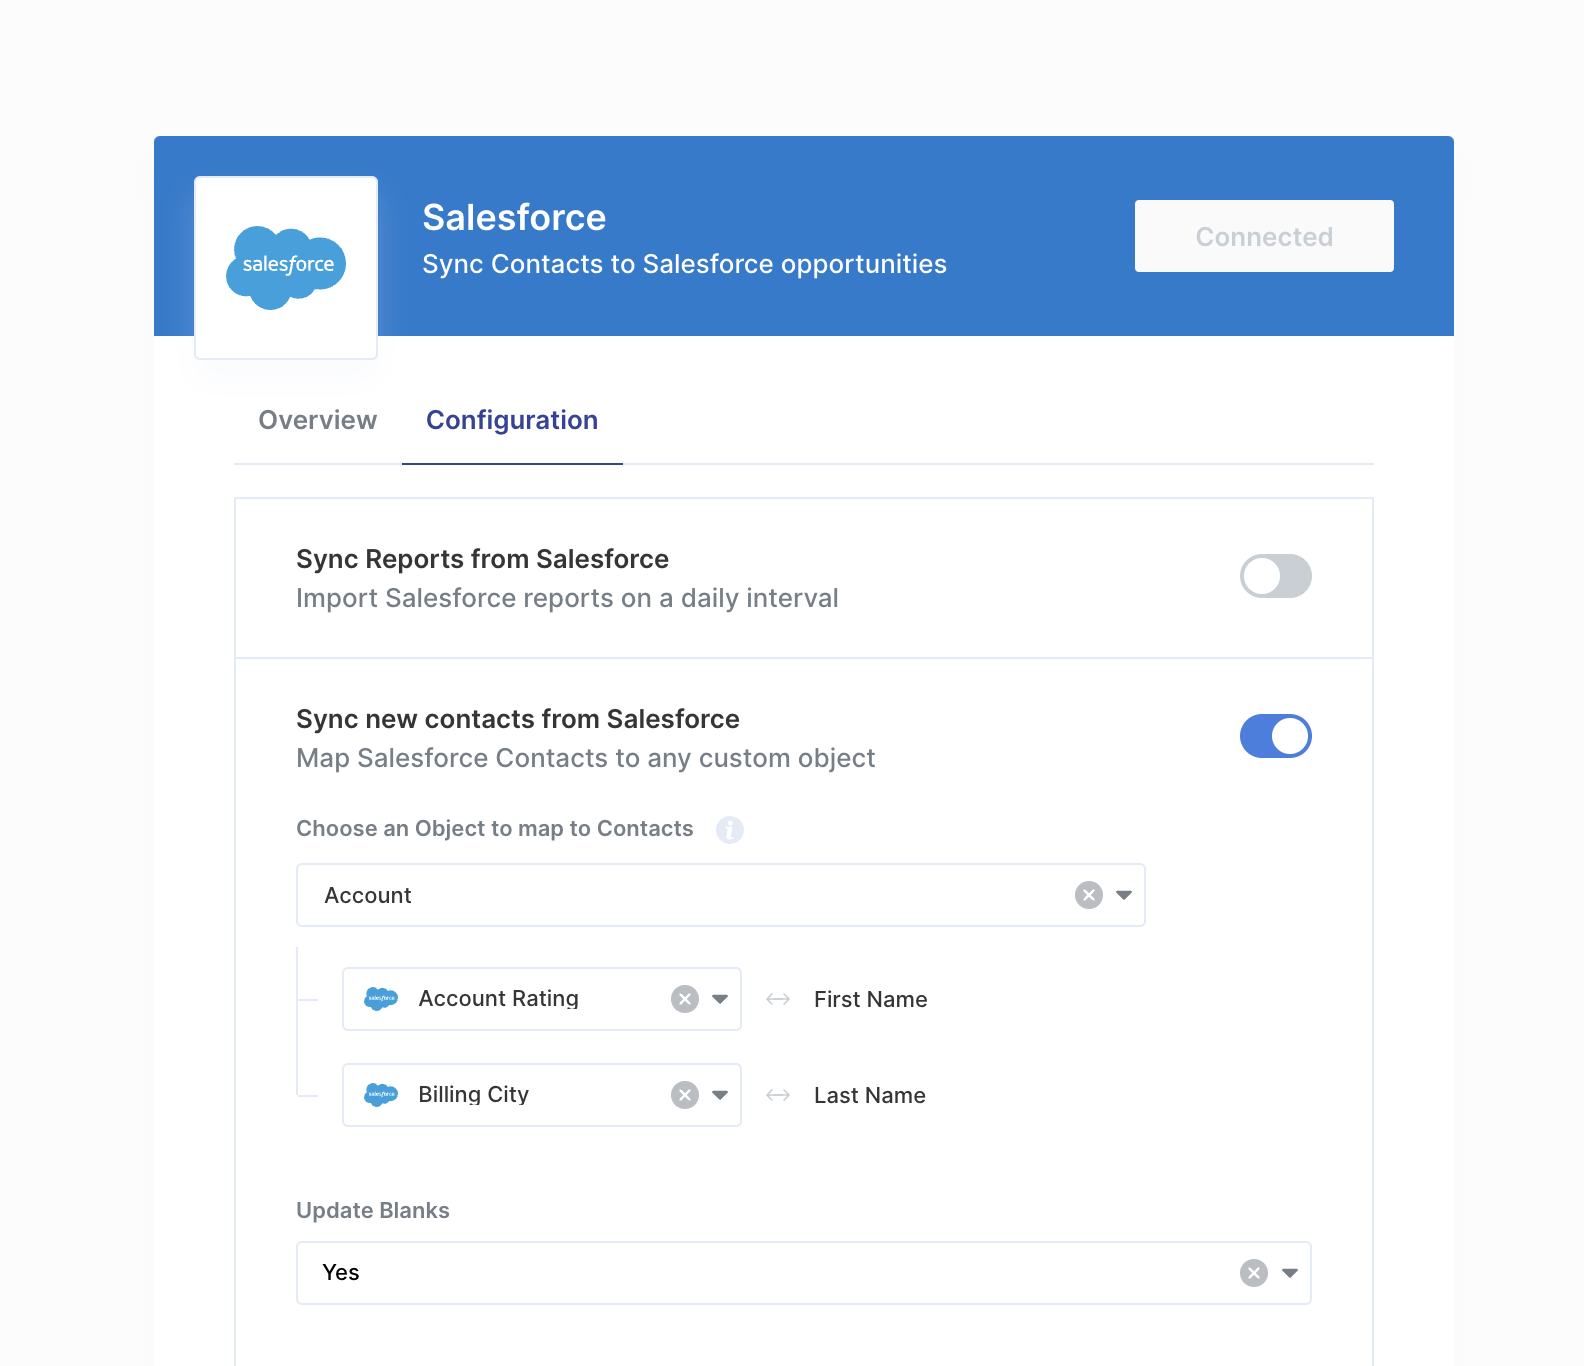 salesforce
Salesforce
Sync Contacts to Salesforce opportunities
Connected
Overview
Configuration
Sync Reports from Salesforce
Import Salesforce reports on a daily interval
Sync new contacts from Salesforce
Map Salesforce Contacts to any custom object
Choose an Object to map to Contacts
i
Account
salesforce
Account Rating
First Name
salesforce
Billing City
Last Name
Update Blanks
Yes